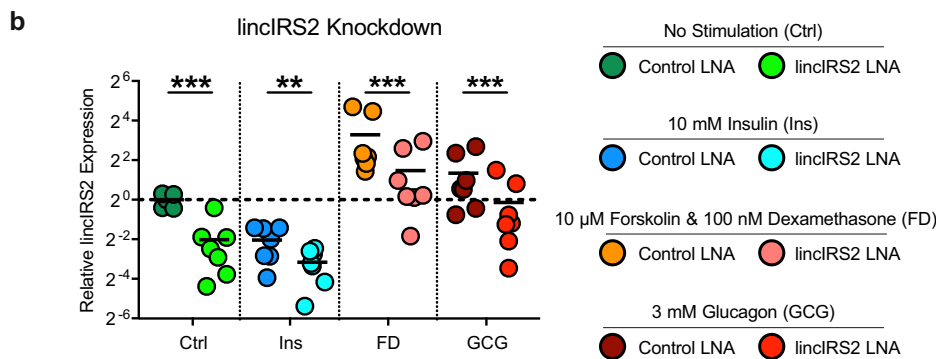 b
lincIRS2 Knockdown
Relative lincIRS2 Expression
2^6
2^4
2^2
2^0
2^-2
2^-4
2^-6
*** ** *** ***
Ctrl Ins FD GCG
No Stimulation (Ctrl)
Control LNA lincIRS2 LNA
10 mM Insulin (Ins)
Control LNA lincIRS2 LNA
10 µM Forskolin & 100 nM Dexamethasone (FD)
Control LNA lincIRS2 LNA
3 mM Glucagon (GCG)
Control LNA lincIRS2 LNA